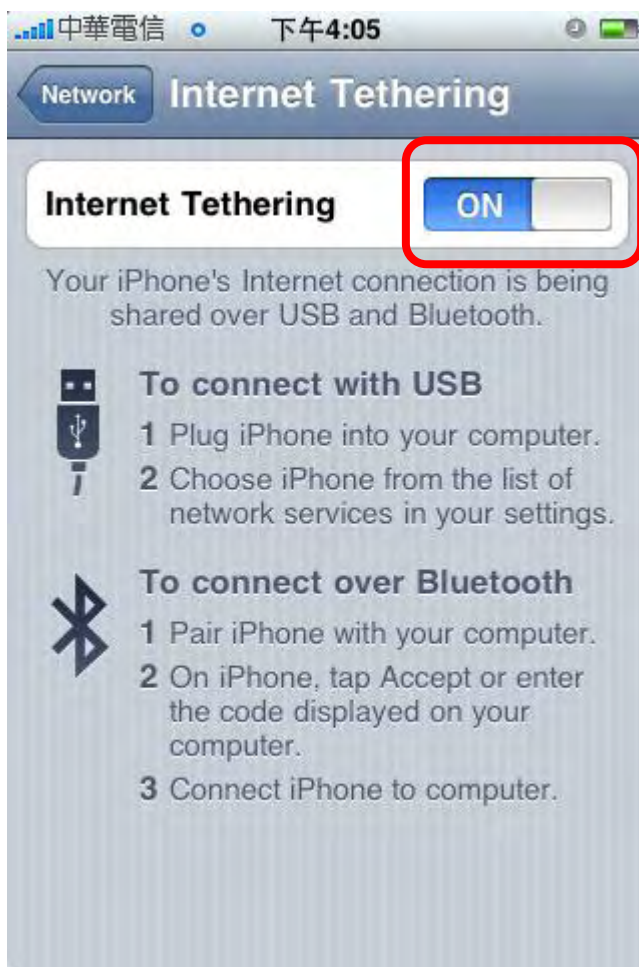 中華電信 下午4:05
Network Internet Tethering
Internet Tethering ON
Your iPhone's Internet connection is being
shared over USB and Bluetooth.
To connect with USB
1 Plug iPhone into your computer.
2 Choose iPhone from the list of
network services in your settings.
To connect over Bluetooth
1 Pair iPhone with your computer.
2 On iPhone, tap Accept or enter
the code displayed on your
computer.
3 Connect iPhone to computer.